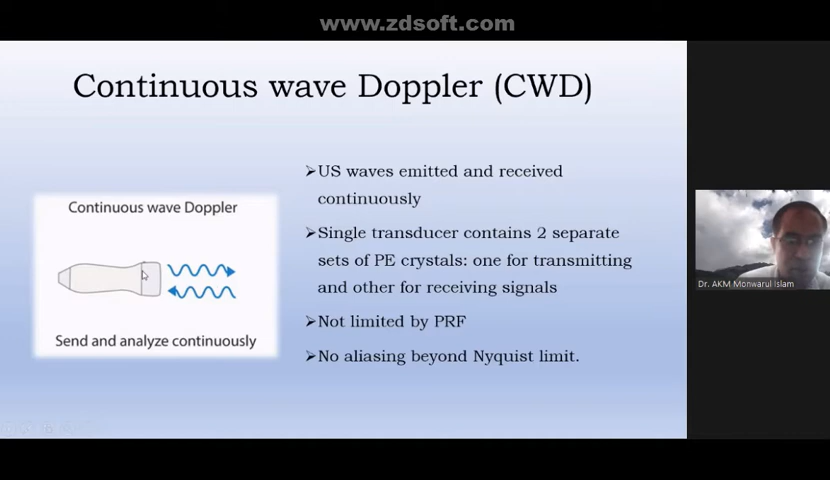 www.zdsoft.com
Continuous wave Doppler (CWD)
Continuous wave Doppler
Send and analyze continuously
➢US waves emitted and received
continuously
➢Single transducer contains 2 separate
sets of PE crystals: one for transmitting
and other for receiving signals
➢Not limited by PRF
➢No aliasing beyond Nyquist limit.
Dr. AKM Monwarul Islam